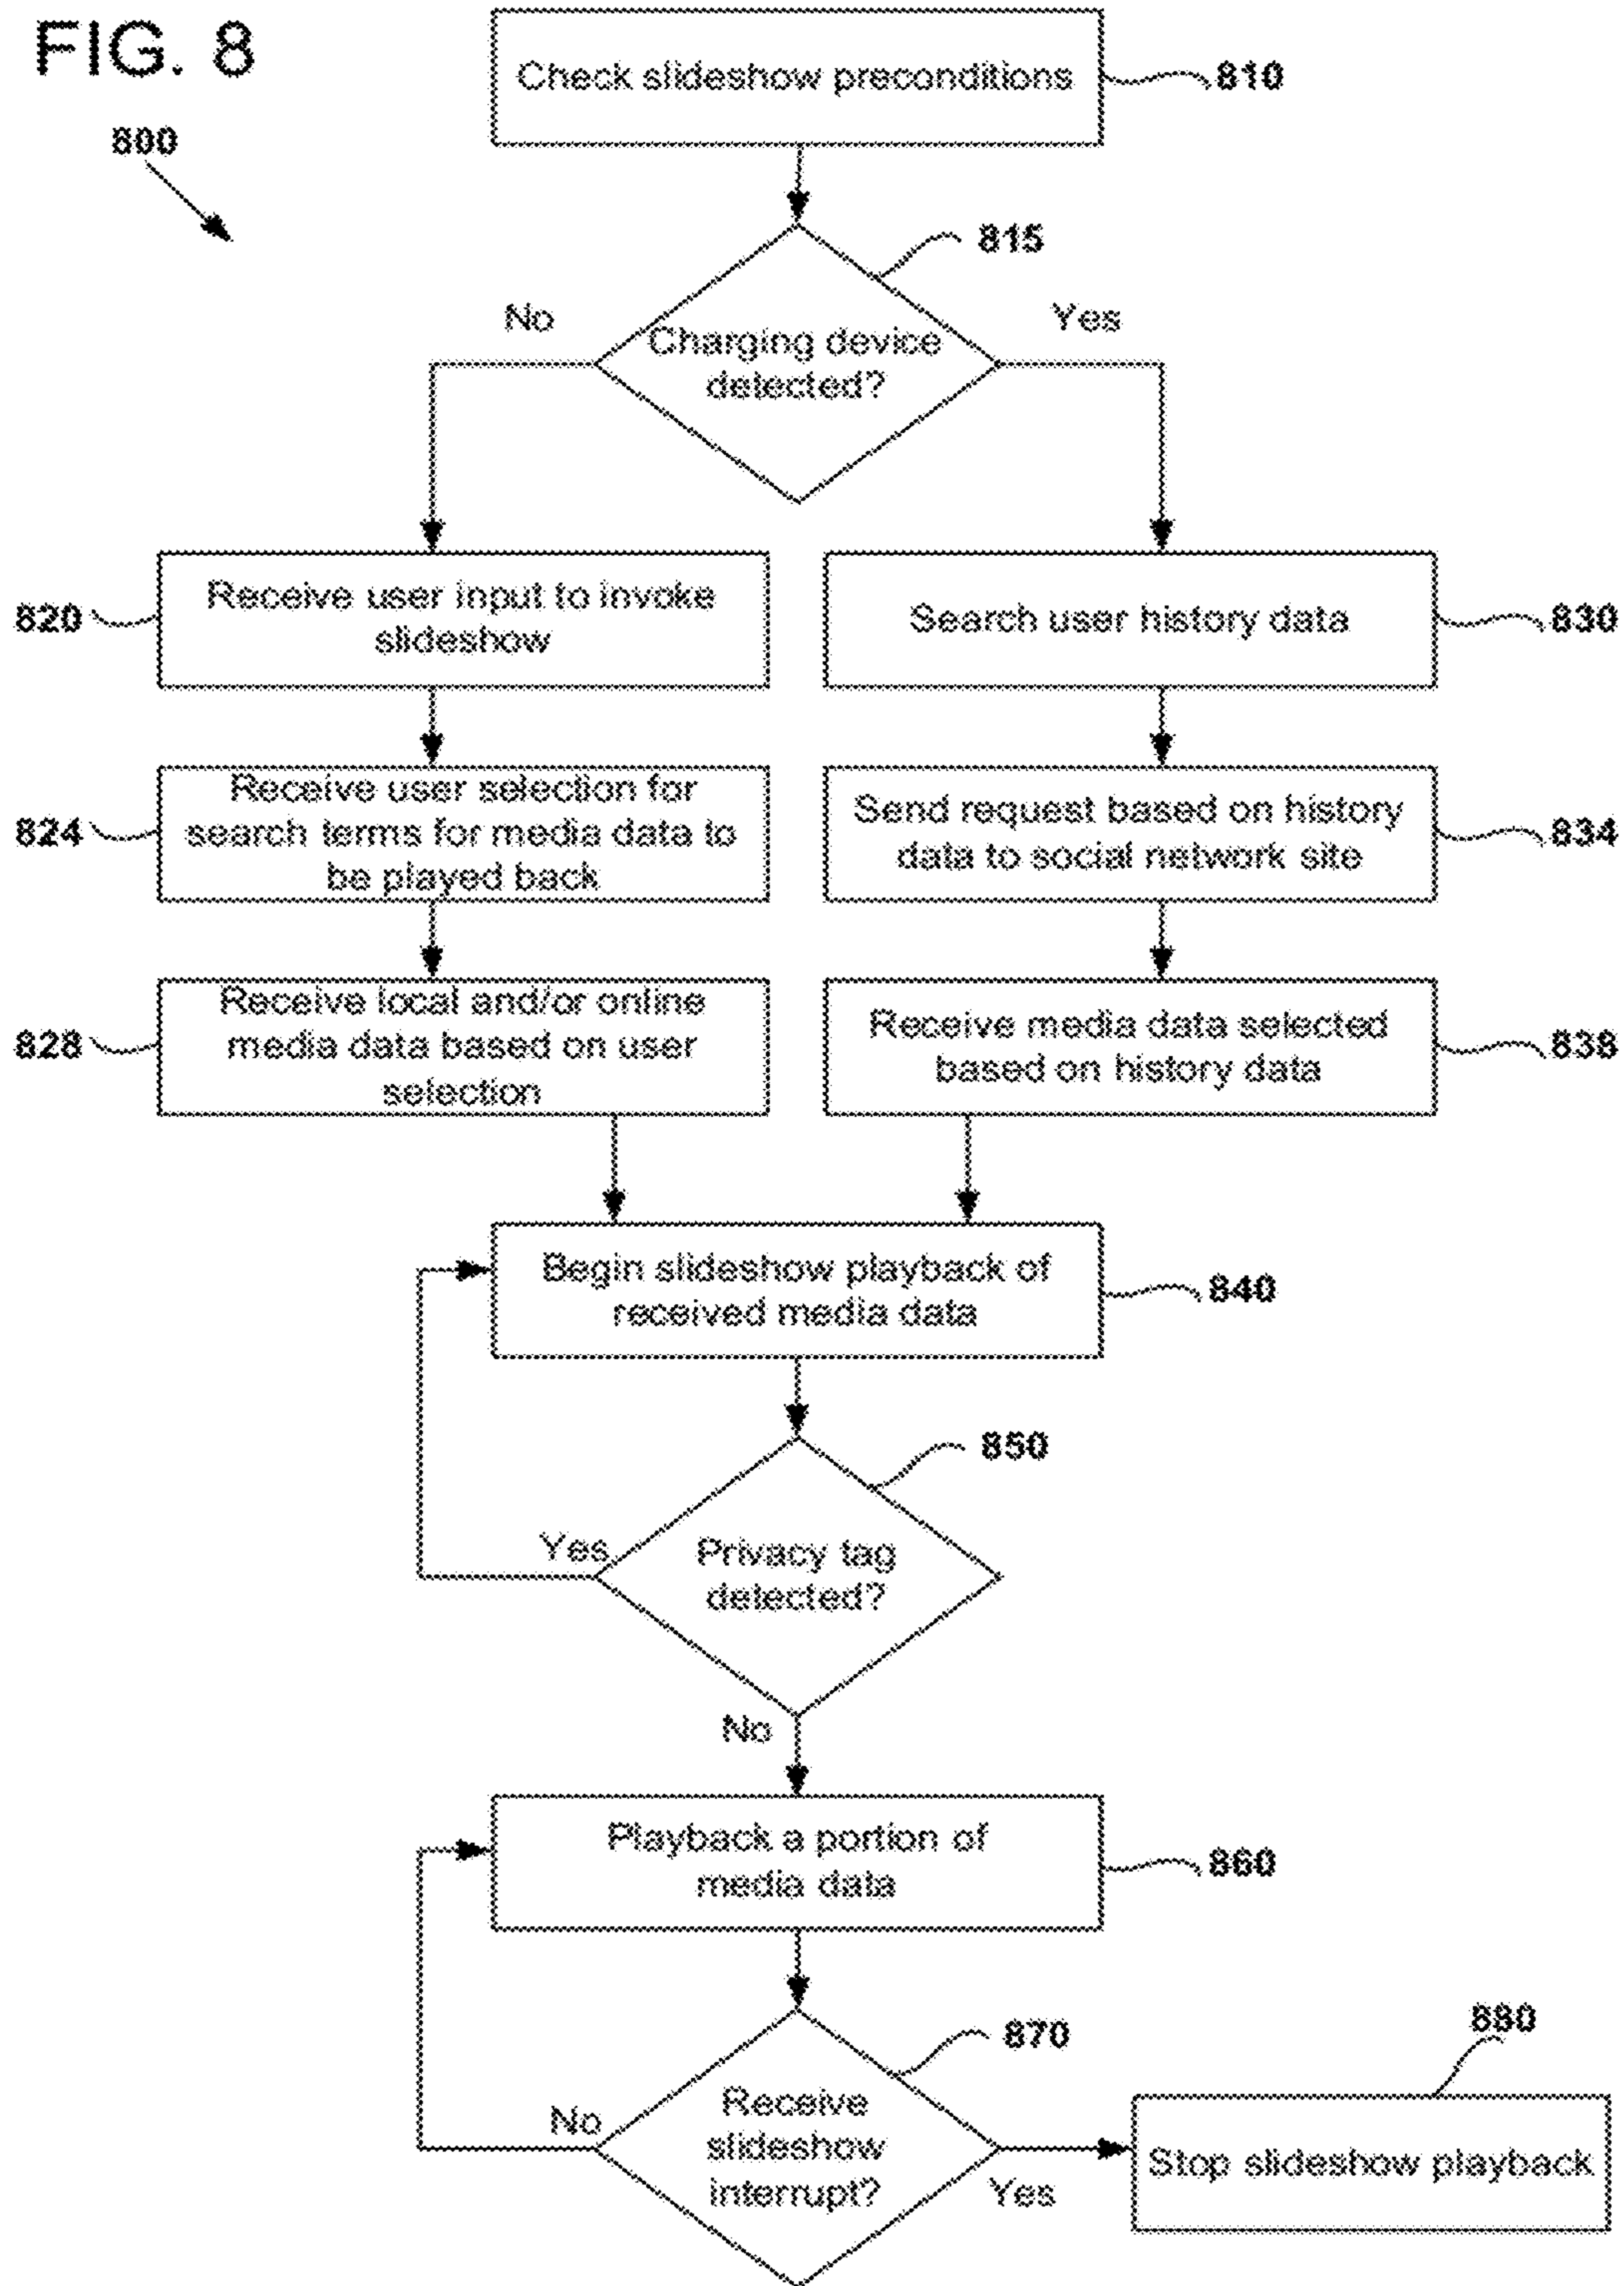 FIG. 8
800
Check slideshow preconditions
810
815
No
Yes
Charging device
detected?
820
Receive user input to invoke
slideshow
Search user history data
830
824
Receive user selection for
search terms for media data to
be played back
Send request based on history
data to social network site
834
828
Receive local and/or online
media data based on user
selection
Receive media data selected
based on history data
838
Begin slideshow playback of
received media data
840
850
Yes
Privacy tag
detected?
No
Playback a portion of
media data
860
870
880
No
Receive
slideshow
interrupt?
Yes
Stop slideshow playback